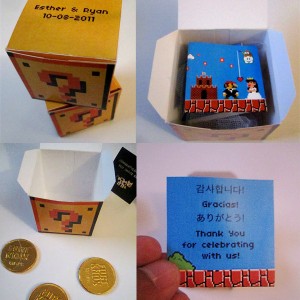 Esther & Ryan
10-08-2011
감사합니다!
Gracias!
ありがとう!
Thank You
for celebrating
with us!